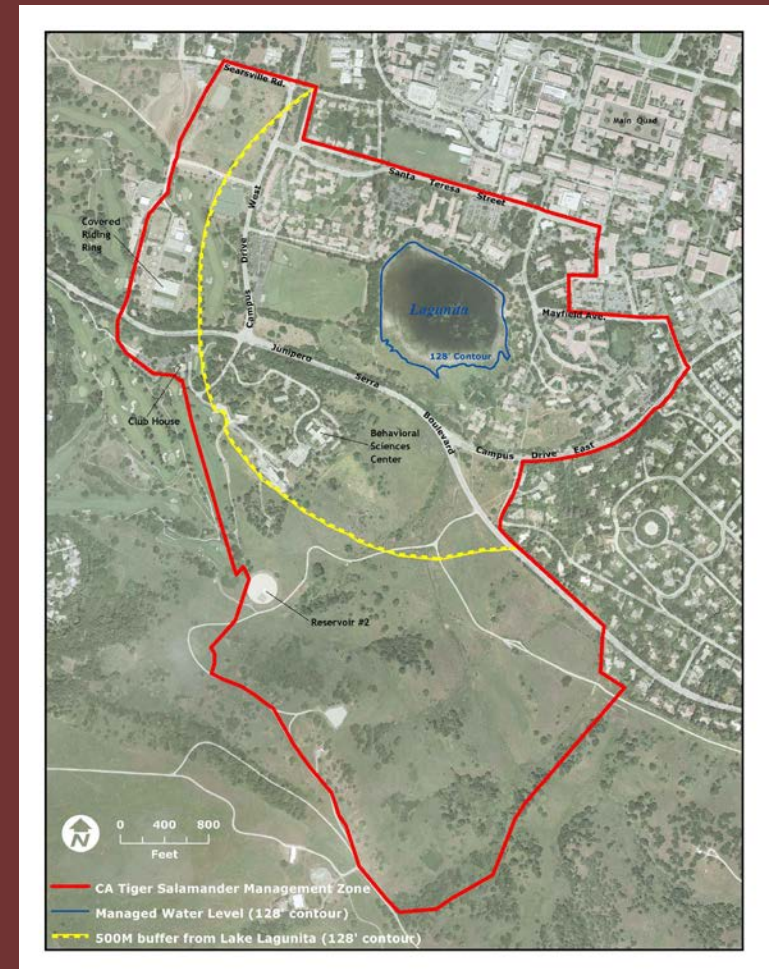 Searsville Rd.
Main Quad
Santa Teresa Street
Covered
Riding
Ring
Campus Drive West
Lagunita
Mayfield Ave.
128' Contour
Junipero Serra Boulevard
Club House
Behavioral
Sciences
Center
Campus Drive East
Reservoir #2
N
0 400 800
Feet
CA Tiger Salamander Management Zone
Managed Water Level (128' contour)
500M buffer from Lake Lagunita (128' contour)